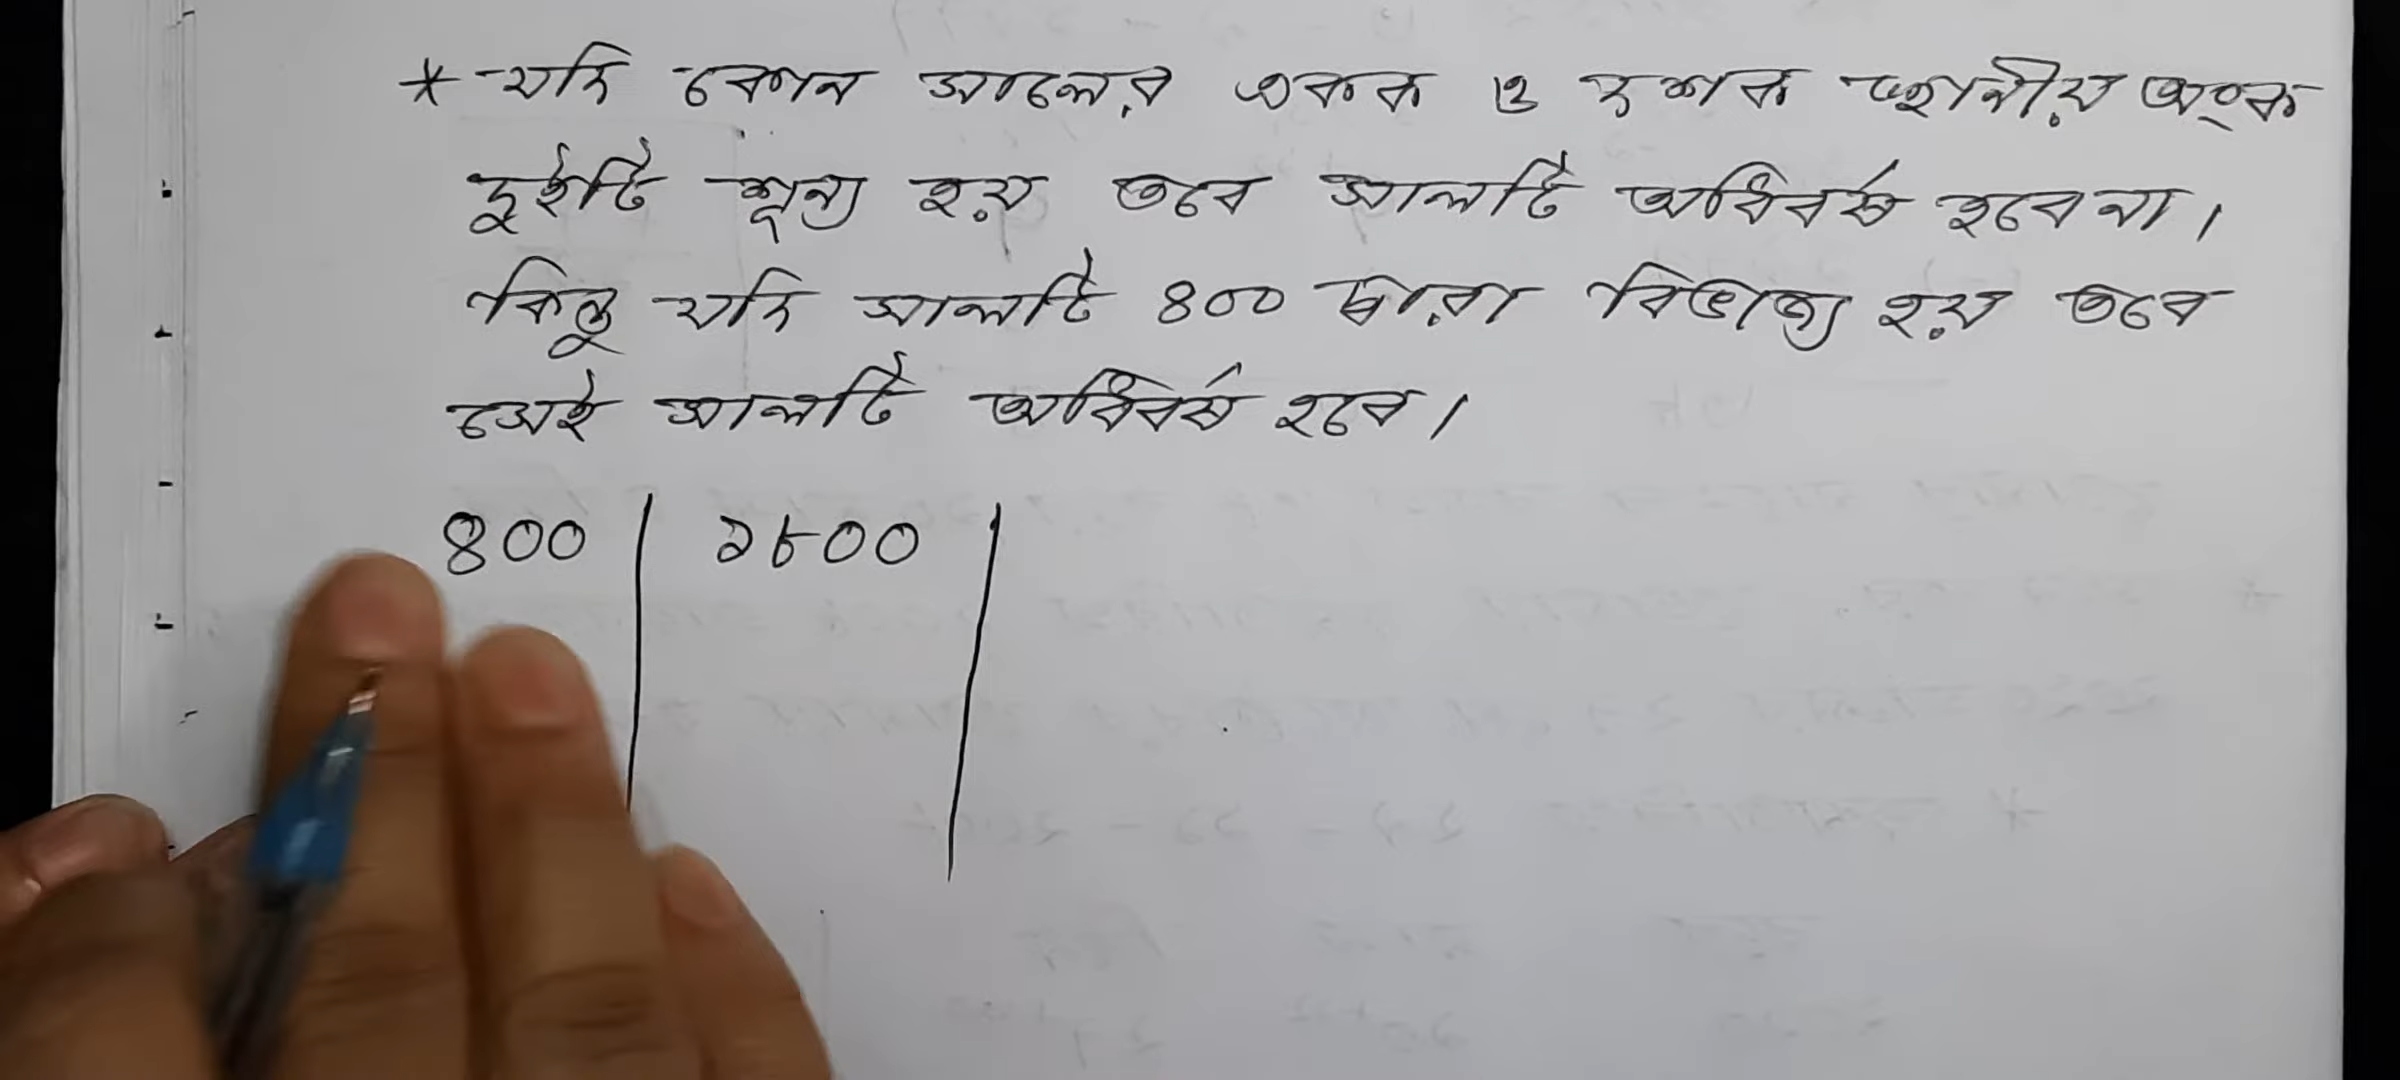 * যদি কোন সালের একক ও দশক স্থানীয় অংক
দুইটি শূন্য হয় তবে সালটি অধিবর্ষ হবে না।
কিন্তু যদি সালটি ৪০০ দ্বারা বিভাজ্য হয় তবে
সেই সালটি অধিবর্ষ হবে।
৪০০ | ১৮০০ |